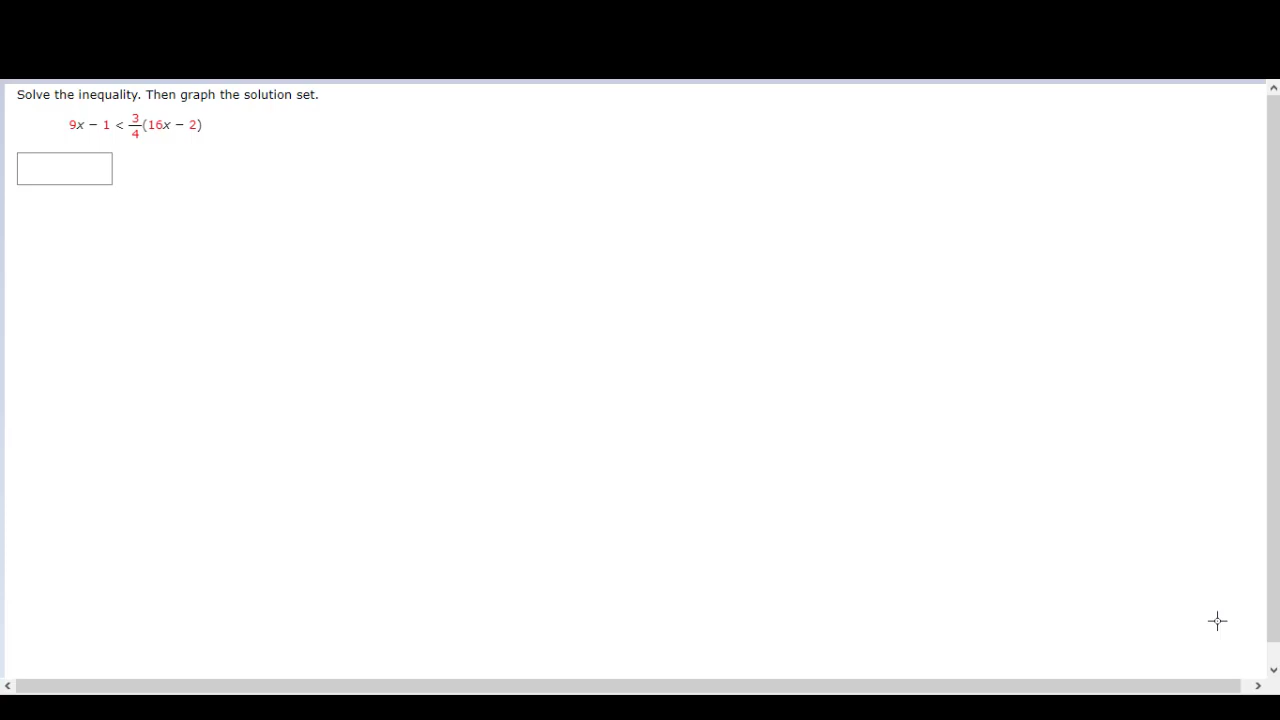 Solve the inequality. Then graph the solution set.
9x − 1 < 3/4(16x − 2)